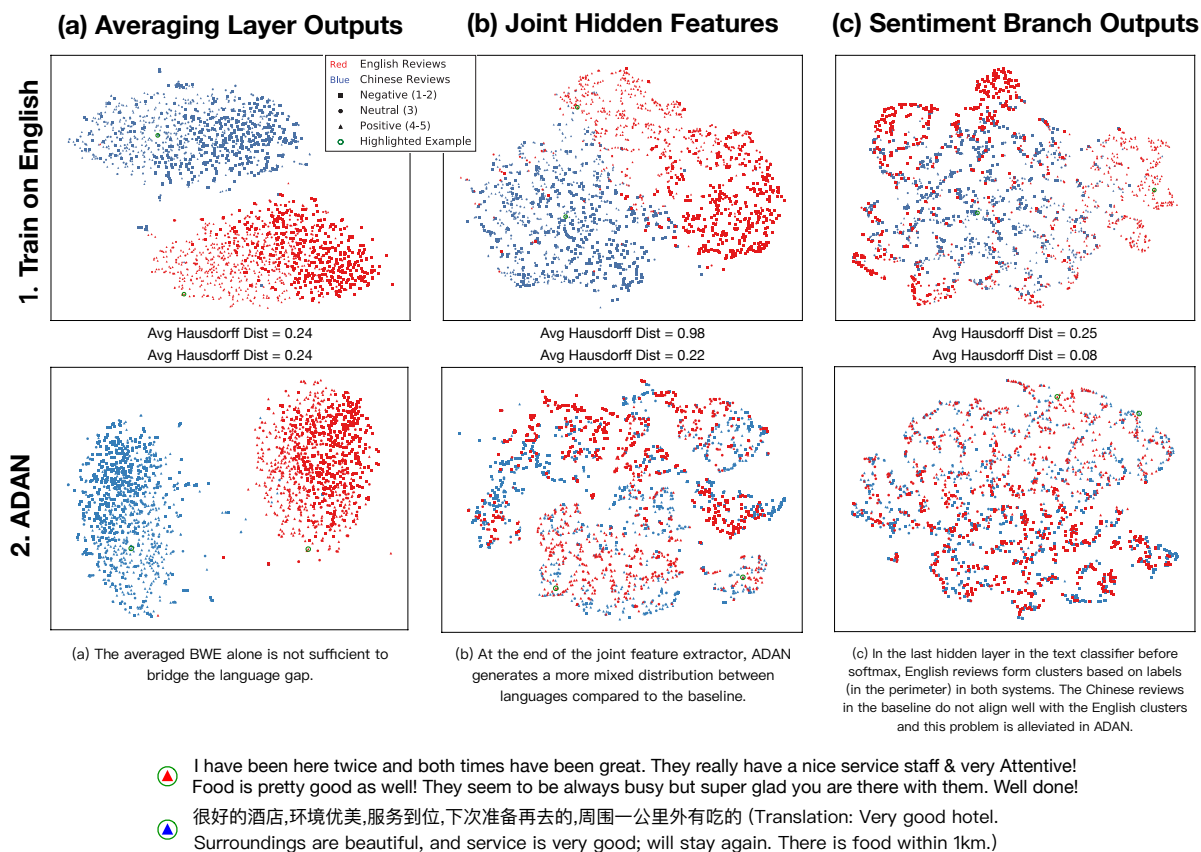 (a) Averaging Layer Outputs
(b) Joint Hidden Features
(c) Sentiment Branch Outputs
1. Train on English
Red English Reviews
Blue Chinese Reviews
Negative (1-2)
Neutral (3)
Positive (4-5)
Highlighted Example
Avg Hausdorff Dist = 0.24
Avg Hausdorff Dist = 0.98
Avg Hausdorff Dist = 0.25
Avg Hausdorff Dist = 0.24
Avg Hausdorff Dist = 0.22
Avg Hausdorff Dist = 0.08
2. ADAN
(a) The averaged BWE alone is not sufficient to
bridge the language gap.
(b) At the end of the joint feature extractor, ADAN
generates a more mixed distribution between
languages compared to the baseline.
(c) In the last hidden layer in the text classifier before
softmax, English reviews form clusters based on labels
(in the perimeter) in both systems. The Chinese reviews
in the baseline do not align well with the English clusters
and this problem is alleviated in ADAN.
I have been here twice and both times have been great. They really have a nice service staff & very Attentive!
Food is pretty good as well! They seem to be always busy but super glad you are there with them. Well done!
很好的酒店,环境优美,服务到位,下次准备再去的,周围一公里外有吃的 (Translation: Very good hotel.
Surroundings are beautiful, and service is very good; will stay again. There is food within 1km.)